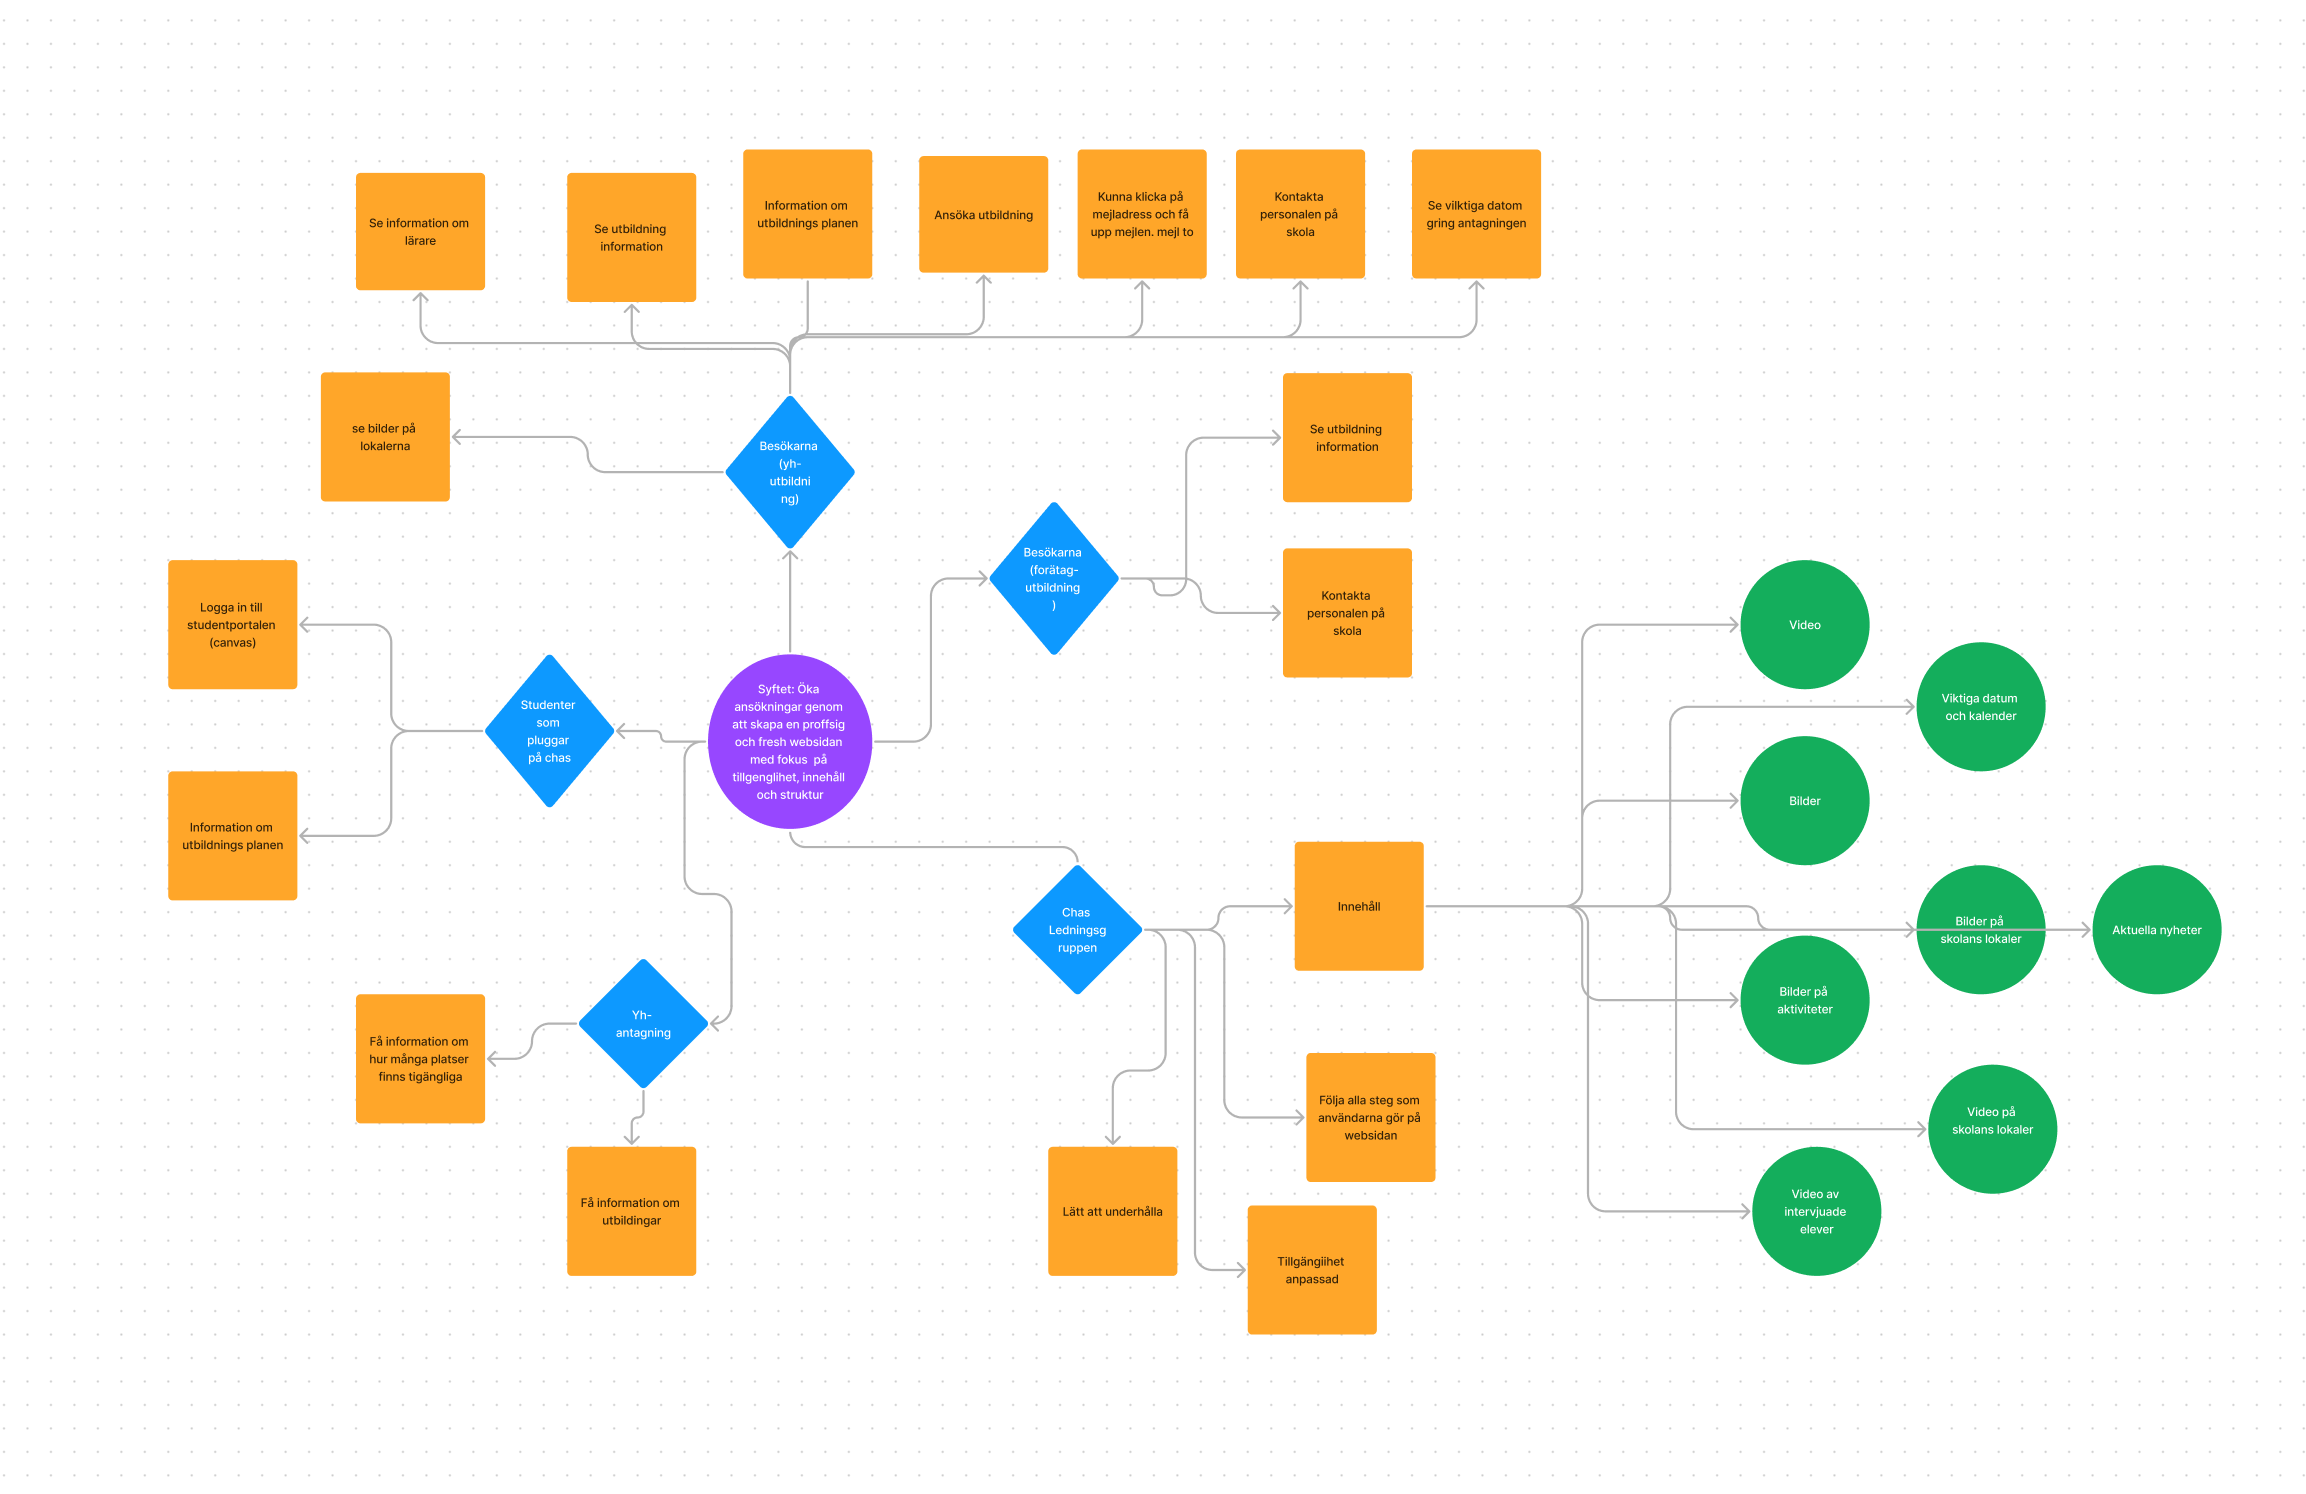 Se information om
lärare
Se utbildning
information
Information om
utbildnings planen
Ansöka utbildning
Kunna klicka på
mejladress och få
upp mejlen. mejl to
Kontakta
personalen på
skola
Se vilktiga datom
gring antagningen
se bilder på
lokalerna
Besökarna
(yh-
utbildni
ng)
Se utbildning
information
Besökarna
(forätag-
utbildning
)
Kontakta
personalen på
skola
Logga in till
studentportalen
(canvas)
Studenter
som
pluggar
på chas
Syftet: Öka
ansökningar genom
att skapa en proffsig
och fresh websidan
med fokus  på
tillgenglihet, innehåll
och struktur
Information om
utbildnings planen
Video
Viktiga datum
och kalender
Bilder
Innehåll
Chas
Ledningsg
ruppen
Bilder på
skolans lokaler
Aktuella nyheter
Bilder på
aktiviteter
Yh-
antagning
Få information om
hur många platser
finns tigängliga
Följa alla steg som
användarna gör på
websidan
Video på
skolans lokaler
Få information om
utbildingar
Lätt att underhålla
Video av
intervjuade
elever
Tillgängiihet
anpassad